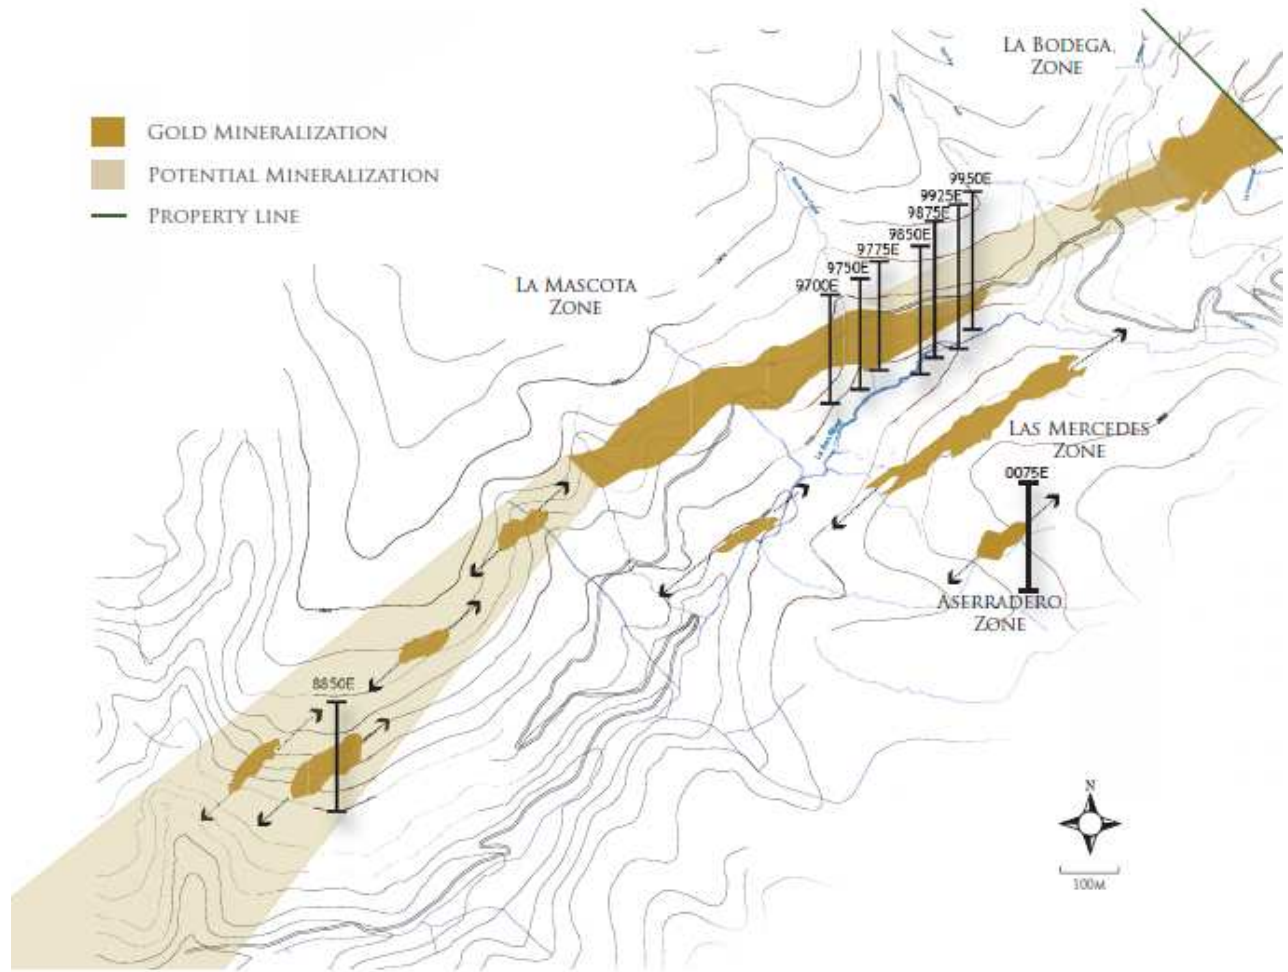 La Bodega
Zone
Gold Mineralization
Potential Mineralization
Property line
9950E
9925E
9875E
9850E
9775E
9750E
9700E
La Mascota
Zone
Las Mercedes
Zone
0075E
Aserradero
Zone
8850E
N
100m